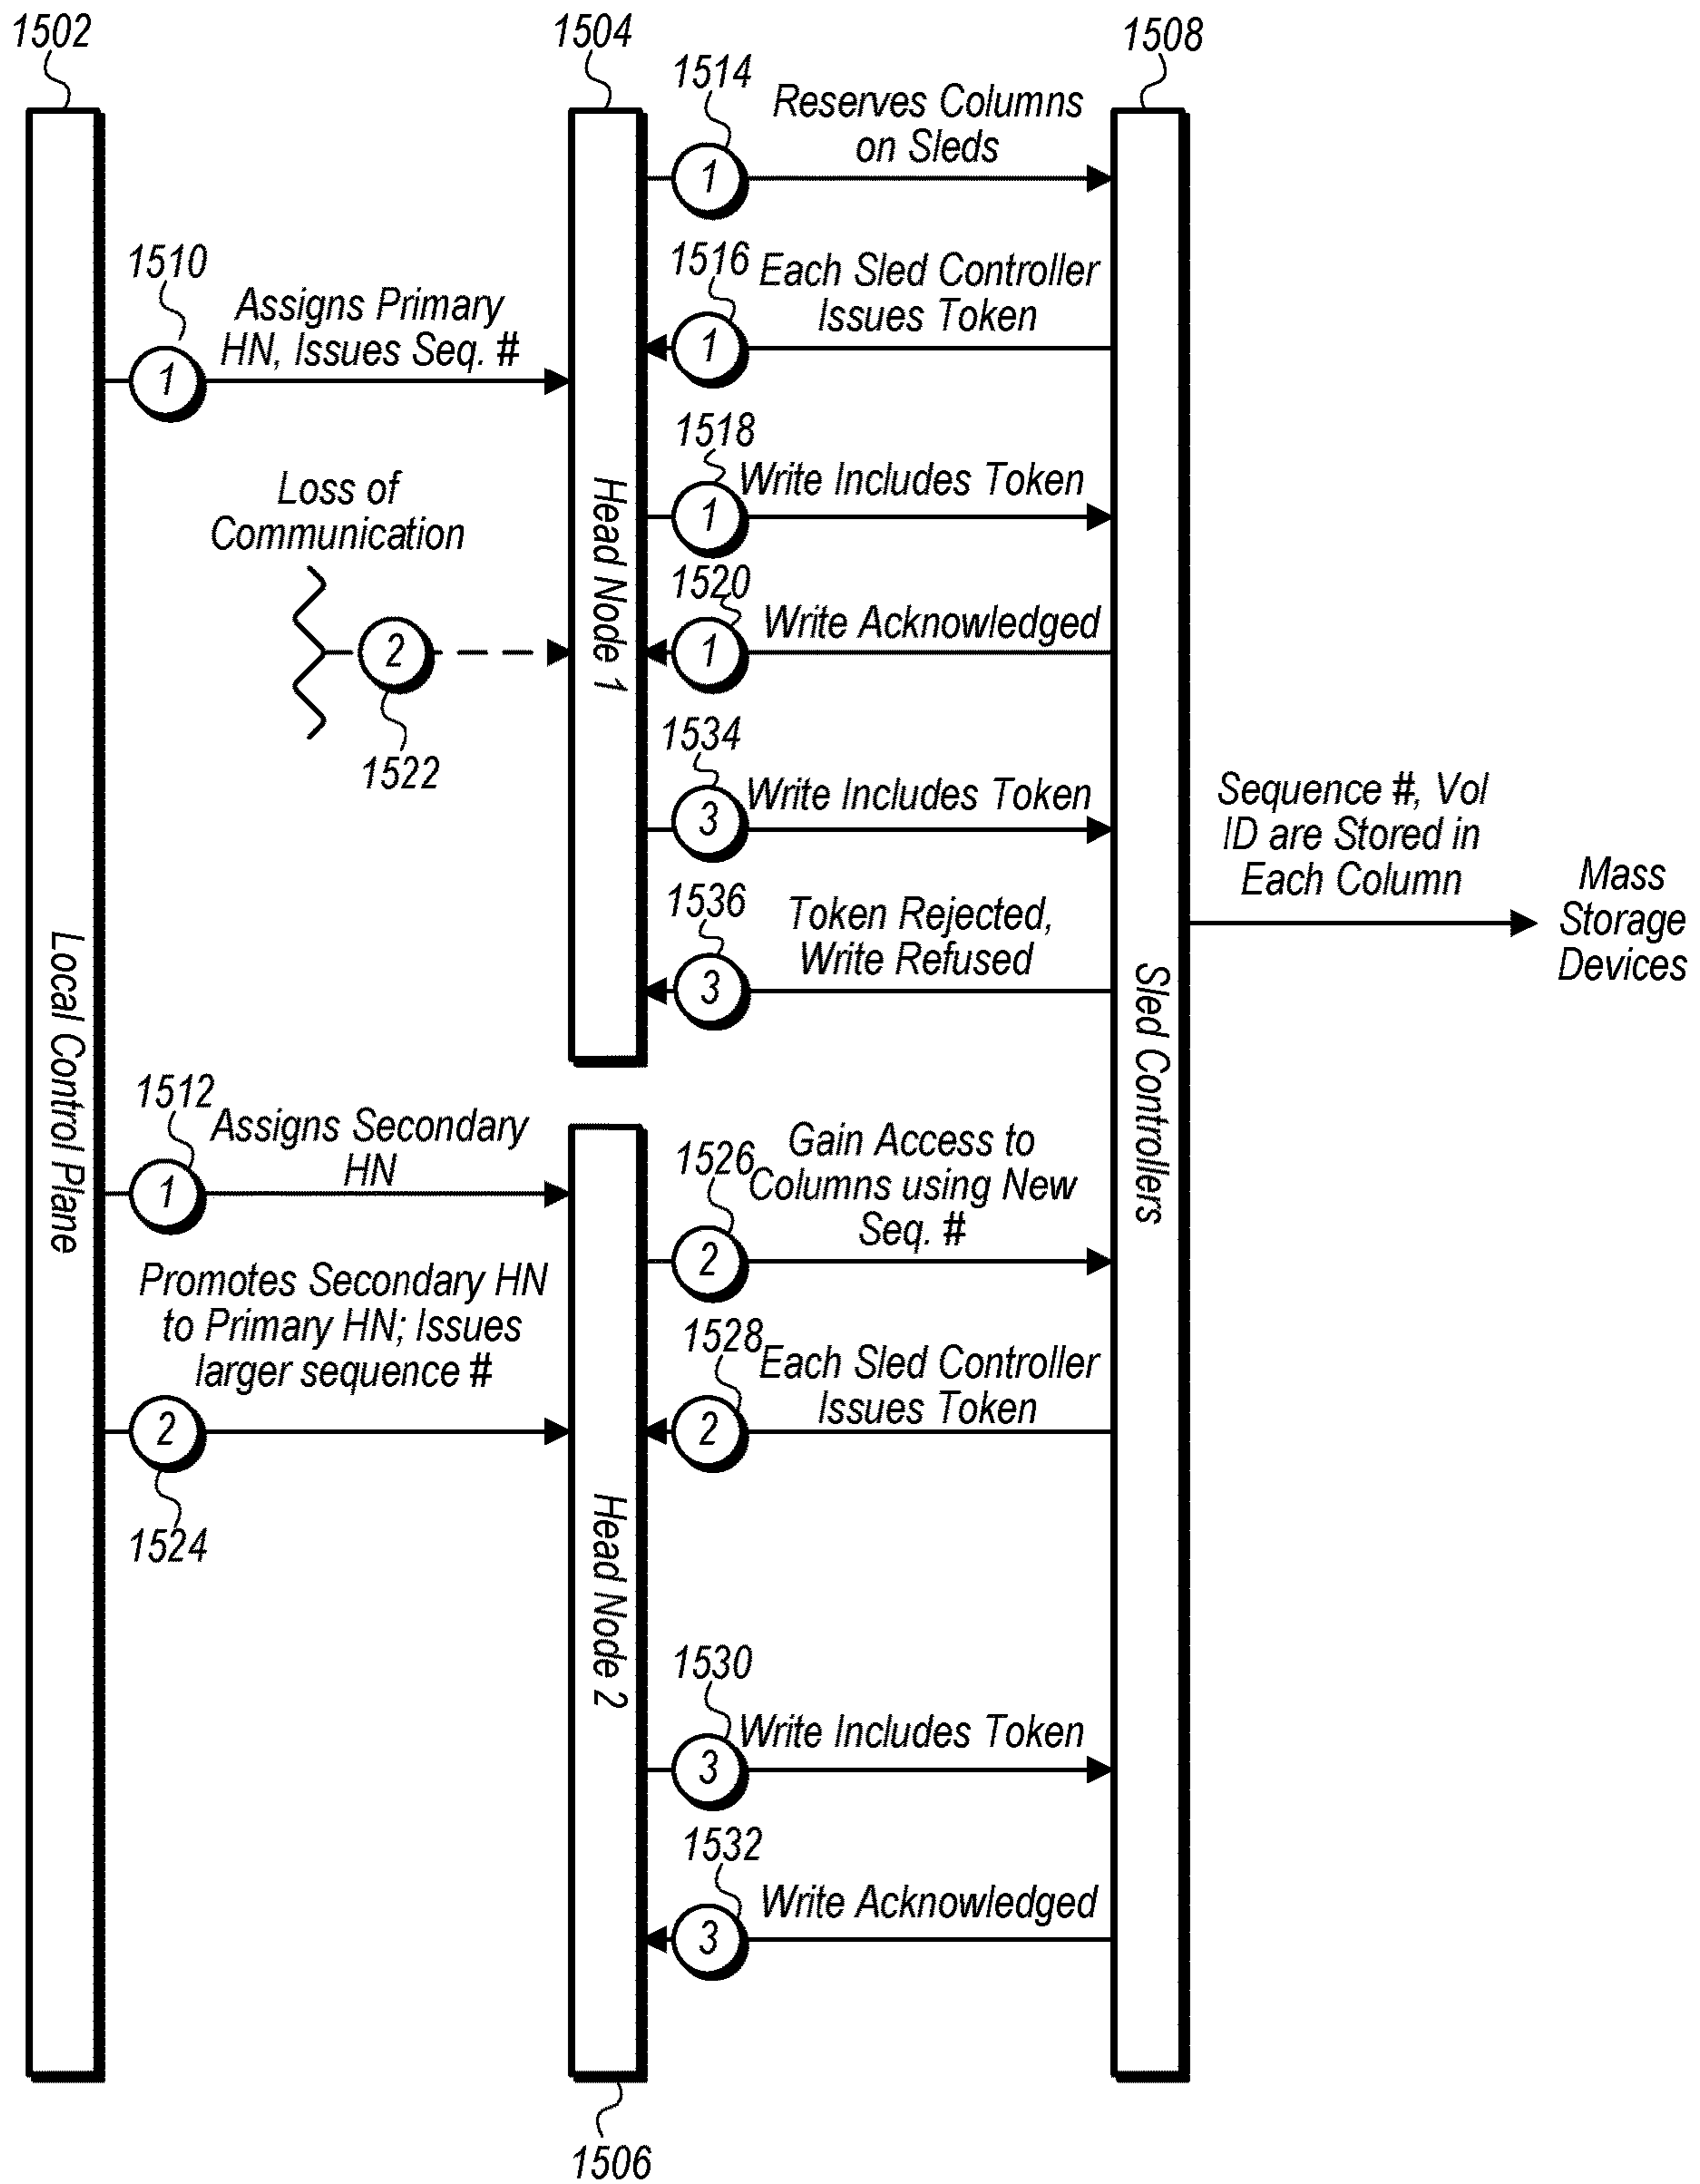 1502
1504
1508
1514
Reserves Columns
on Sleds
1
1510
Assigns Primary
HN, Issues Seq. #
1
1516
Each Sled Controller
Issues Token
1
1518
Write Includes Token
1
Loss of
Communication
2
1522
1520
Write Acknowledged
1
Head Node 1
1534
Write Includes Token
3
1536
Token Rejected,
Write Refused
3
Sequence #, Vol
ID are Stored in
Each Column
Mass
Storage
Devices
Local Control Plane
Sled Controllers
1512
Assigns Secondary
HN
1
1526
Gain Access to
Columns using New
Seq. #
2
Promotes Secondary HN
to Primary HN; Issues
larger sequence #
2
1524
1528
Each Sled Controller
Issues Token
2
Head Node 2
1530
Write Includes Token
3
1532
Write Acknowledged
3
1506